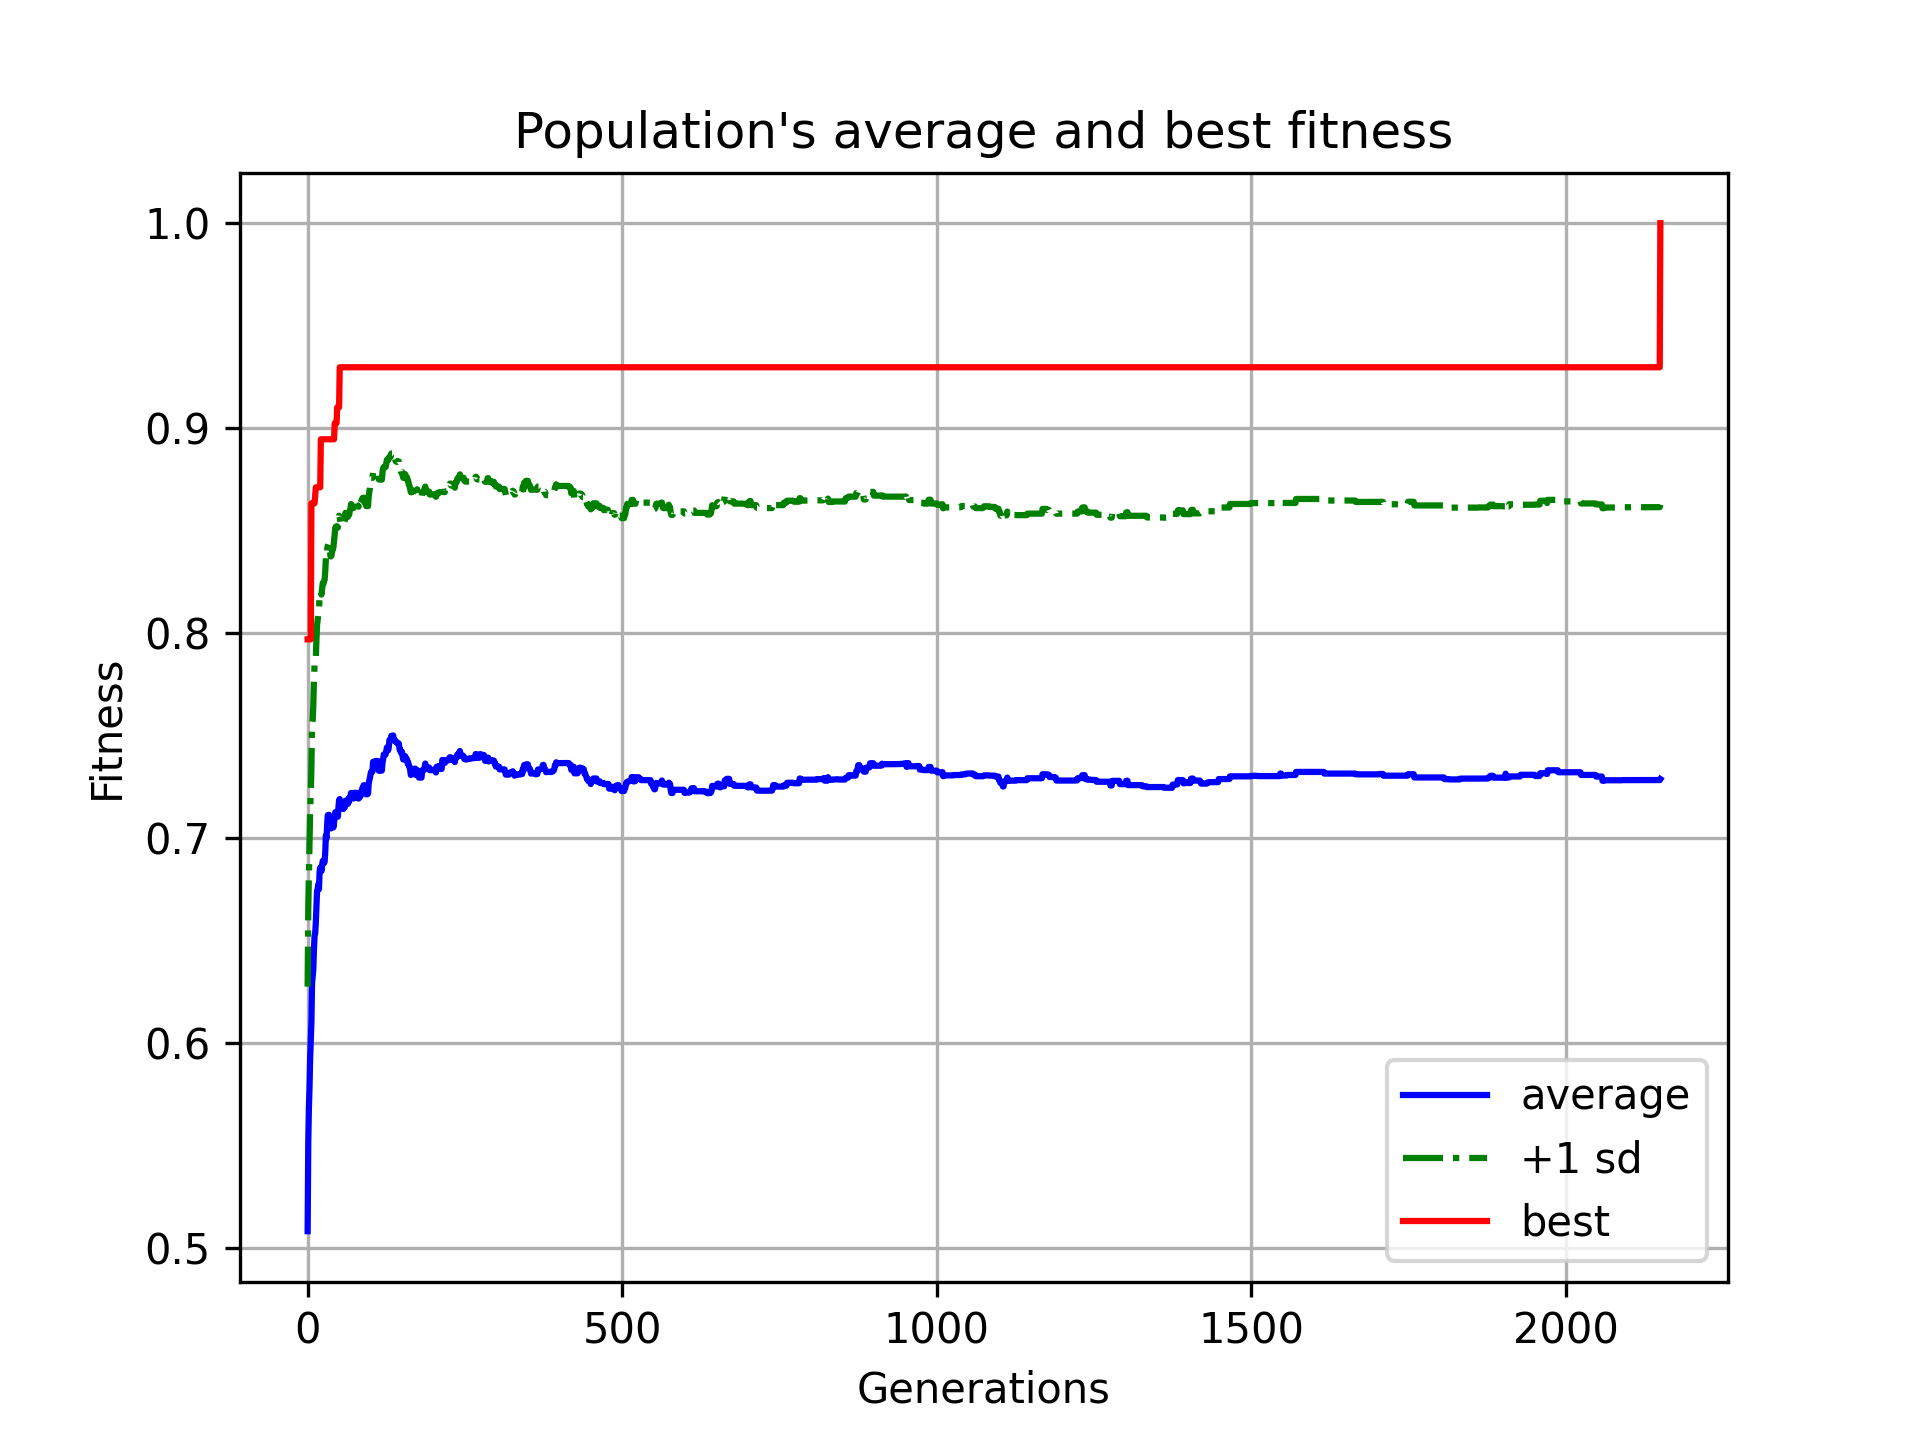 Population's average and best fitness
1.0
0.9
0.8
0.7
0.6
0.5
Fitness
0 500 1000 1500 2000
Generations
average
+1 sd
best